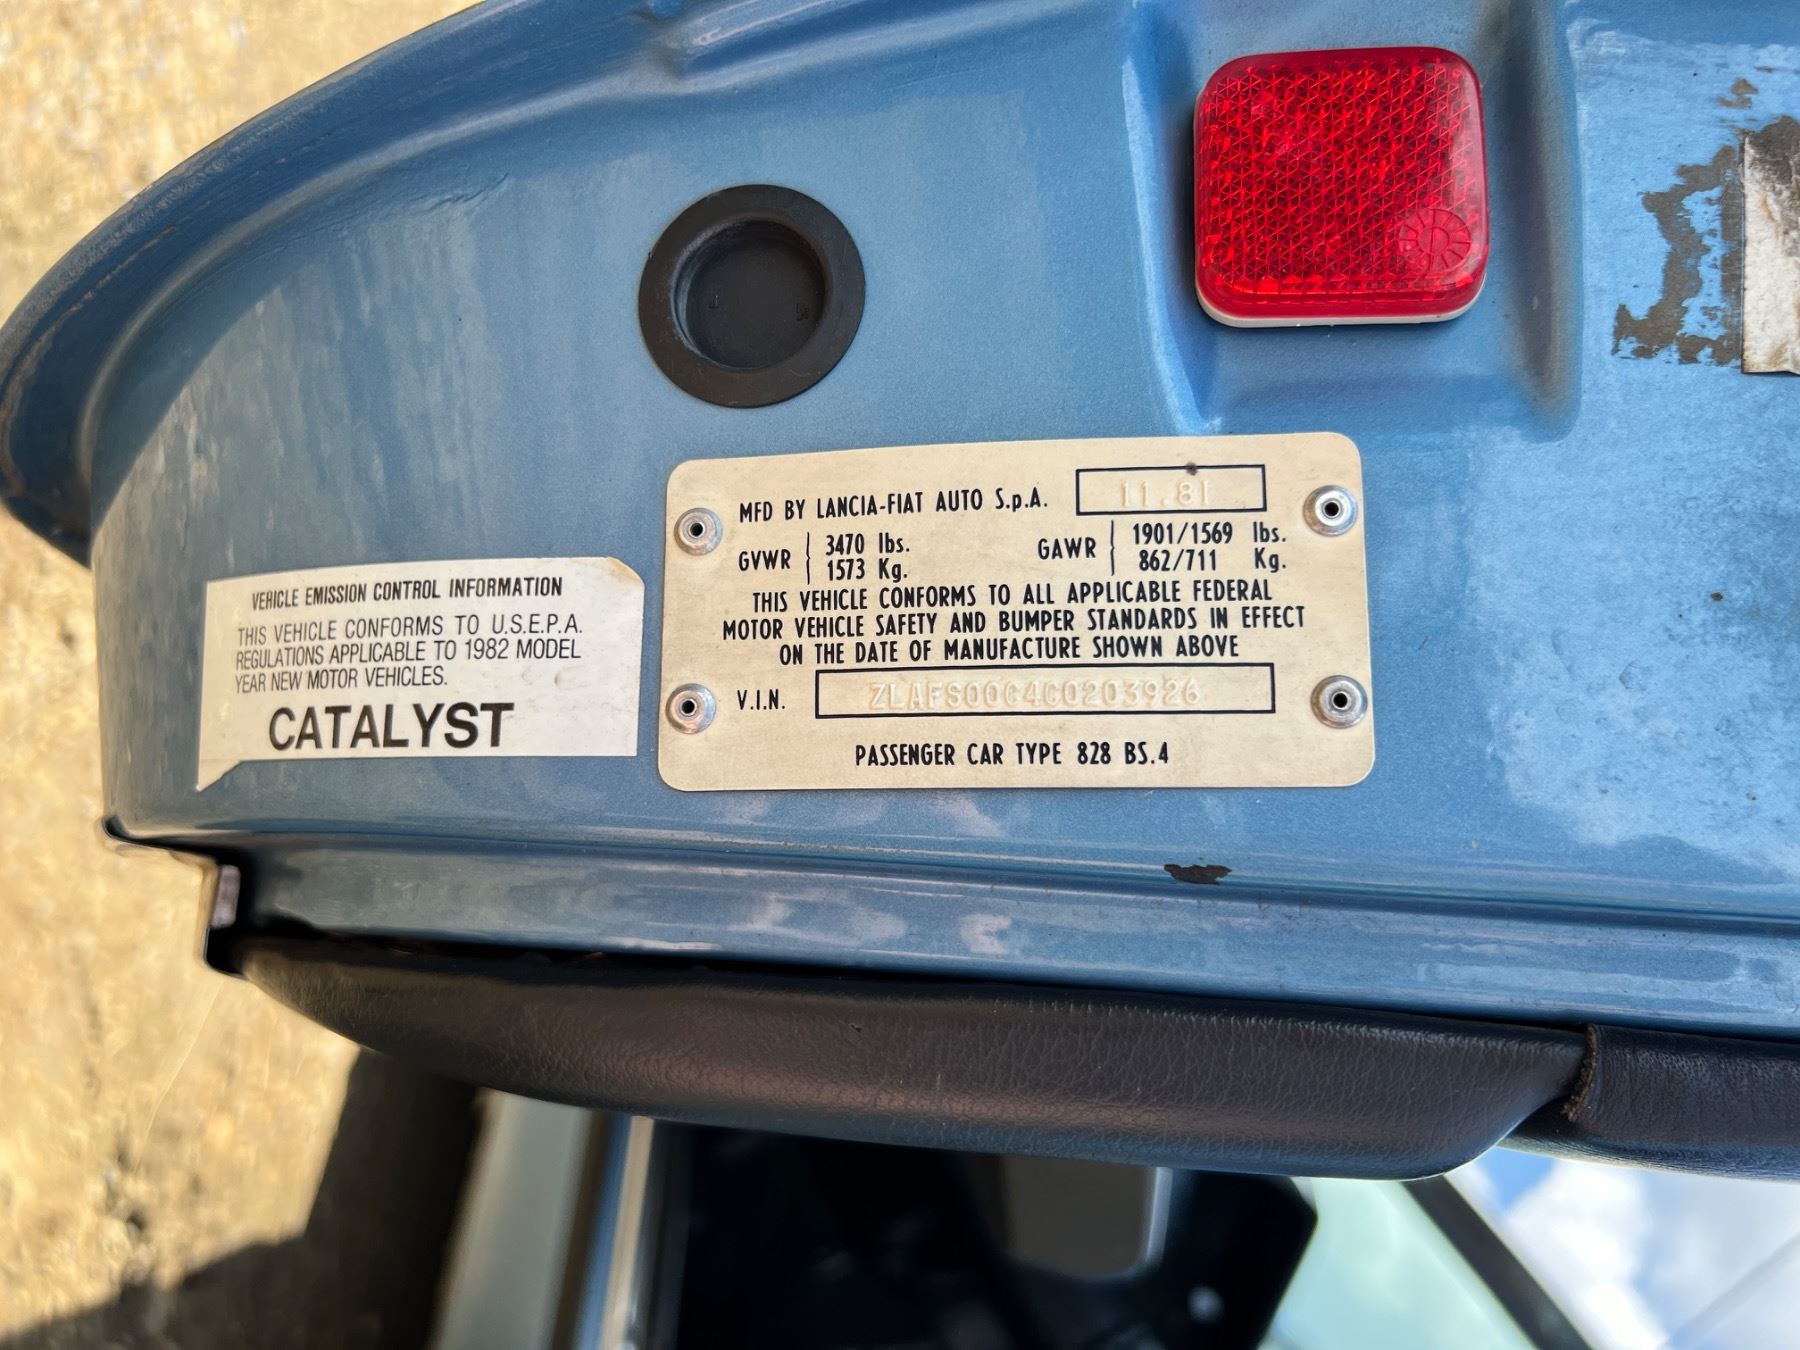 VEHICLE EMISSION CONTROL INFORMATION
THIS VEHICLE CONFORMS TO U.S.E.P.A.
REGULATIONS APPLICABLE TO 1982 MODEL
YEAR NEW MOTOR VEHICLES.
CATALYST
MFD BY LANCIA-FIAT AUTO S.p.A. 11.81
GVWR 3470 lbs. GAWR 1901/1569 lbs.
1573 Kg. 862/711 Kg.
THIS VEHICLE CONFORMS TO ALL APPLICABLE FEDERAL
MOTOR VEHICLE SAFETY AND BUMPER STANDARDS IN EFFECT
ON THE DATE OF MANUFACTURE SHOWN ABOVE
V.I.N. ZLAFS00C4C0203926
PASSENGER CAR TYPE 828 BS.4